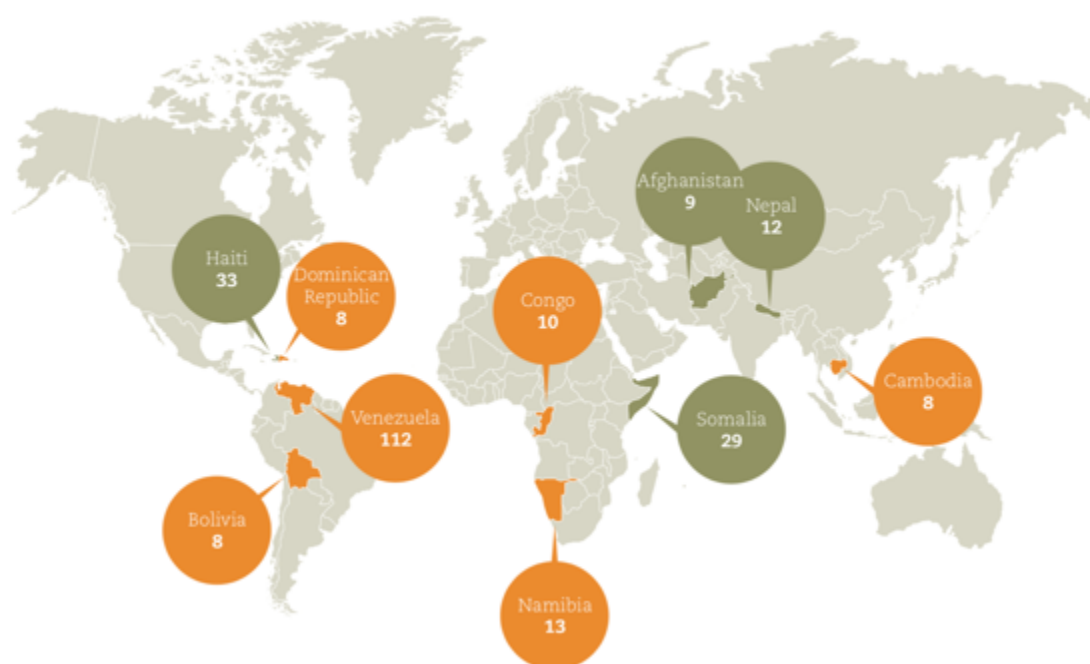 Afghanistan
9
Nepal
12
Haiti
33
Dominican
Republic
8
Congo
10
Cambodia
8
Venezuela
112
Somalia
29
Bolivia
8
Namibia
13